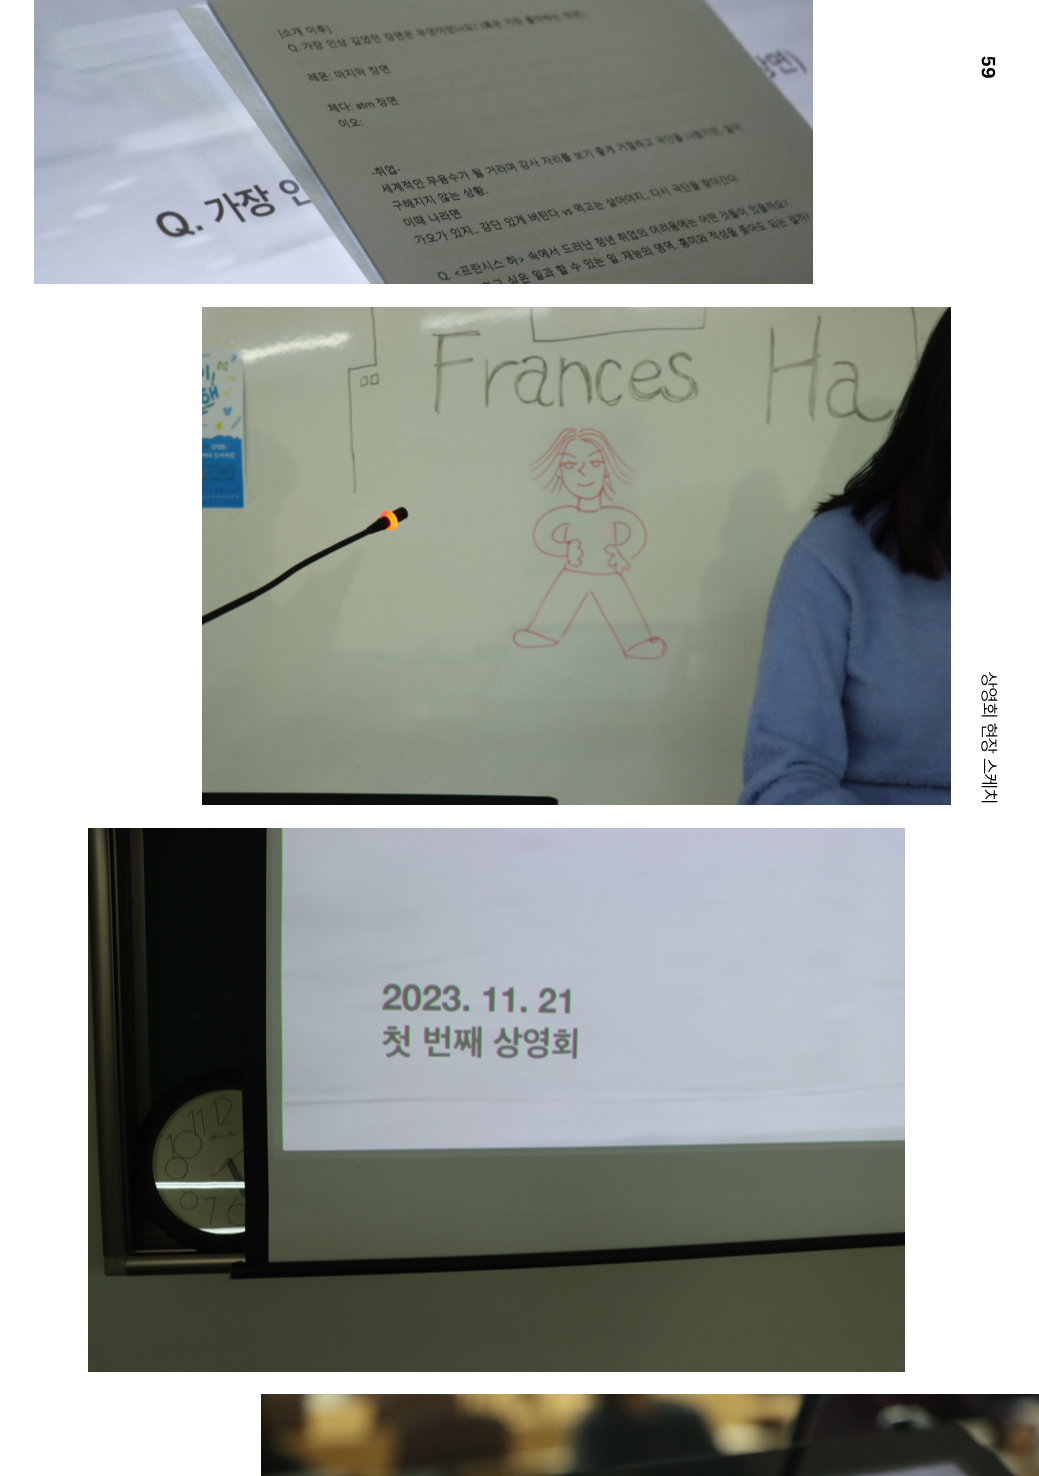 59
[소개 이후]
Q. 가장 인상 깊었던 장면은 무엇이었나요? (혹은 가장 좋아하는 장면)
레몬: 마지막 장면
체다: atm 장면
이오:
-취업-
세계적인 무용수가 될 거라며 강사 자리를 보기 좋게 거절하고 극단을 나왔지만, 일이
구해지지 않는 상황.
이때 나라면
가오가 있지.. 강단 있게 버틴다 vs 먹고는 살아야지.. 다시 극단을 찾아간다
Q. <프란시스 하> 속에서 드러난 청년 취업의 어려움에는 어떤 것들이 있을까요?
하고 싶은 일과 할 수 있는 일. 재능의 영역. 흥미와 적성을 좇아도 되는 걸까?
Q. 가장 인
장면)
Frances Ha
상영회 현장 스케치
2023. 11. 21
첫 번째 상영회
12
11
10
8
7
6